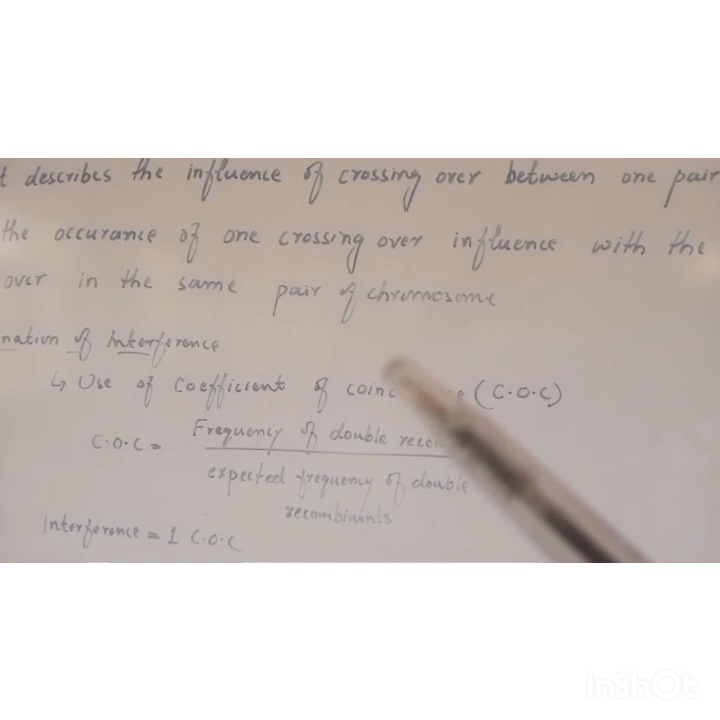 t describes the influence of crossing over between one pair
the occurance of one crossing over influence with the
over in the same pair of chromosome
nation of Interference
↳ Use of Coefficient of coinc e (C.O.C)
C.O.C = Frequency of double reco
expected frequency of double
recombinants
Interference = 1 C.O.C
InShOt